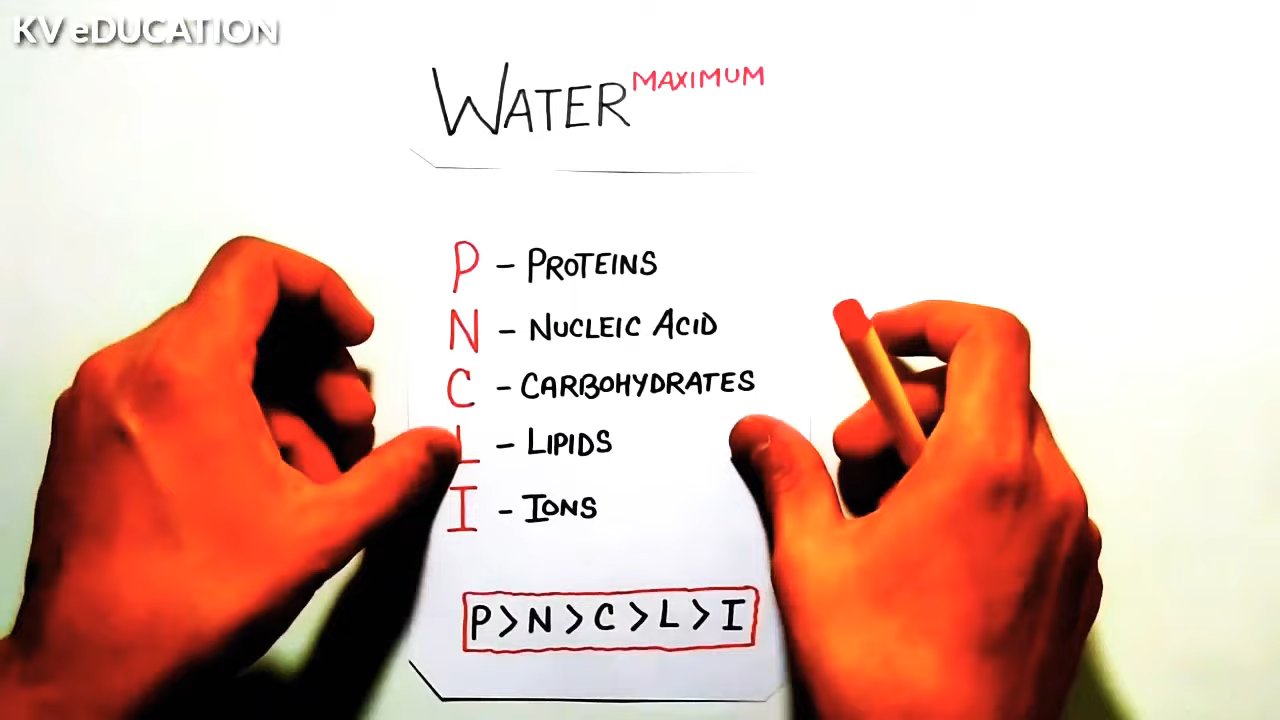 KV eDUCATION
WATER MAXIMUM
P - PROTEINS
N - NUCLEIC ACID
C - CARBOHYDRATES
L - LIPIDS
I - IONS
P > N > C > L > I